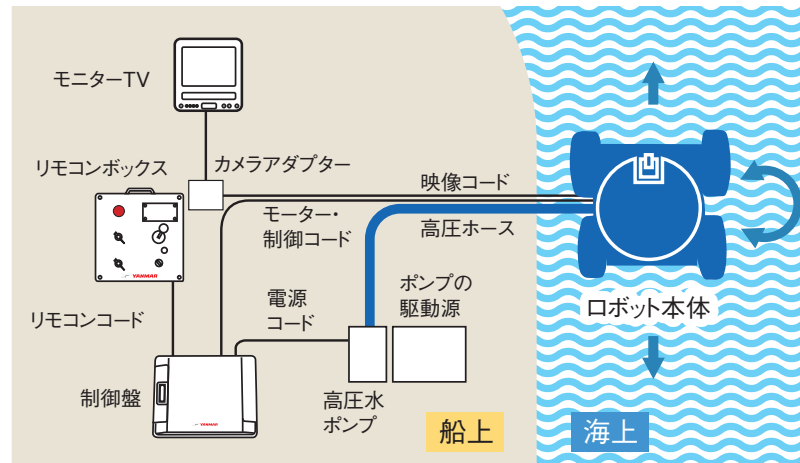 モニターTV
リモコンボックス
カメラアダプター
映像コード
モーター・
制御コード
高圧ホース
YANMAR
電源
コード
ポンプの
駆動源
ロボット本体
リモコンコード
制御盤
YANMAR
高圧水
ポンプ
船上
海上